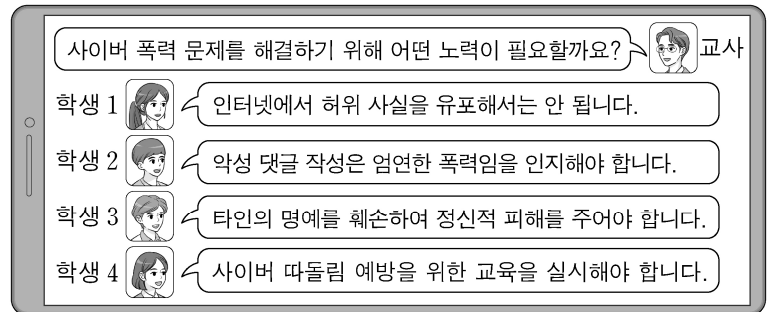 사이버 폭력 문제를 해결하기 위해 어떤 노력이 필요할까요? 교사
학생 1 인터넷에서 허위 사실을 유포해서는 안 됩니다.
학생 2 악성 댓글 작성은 엄연한 폭력임을 인지해야 합니다.
학생 3 타인의 명예를 훼손하여 정신적 피해를 주어야 합니다.
학생 4 사이버 따돌림 예방을 위한 교육을 실시해야 합니다.